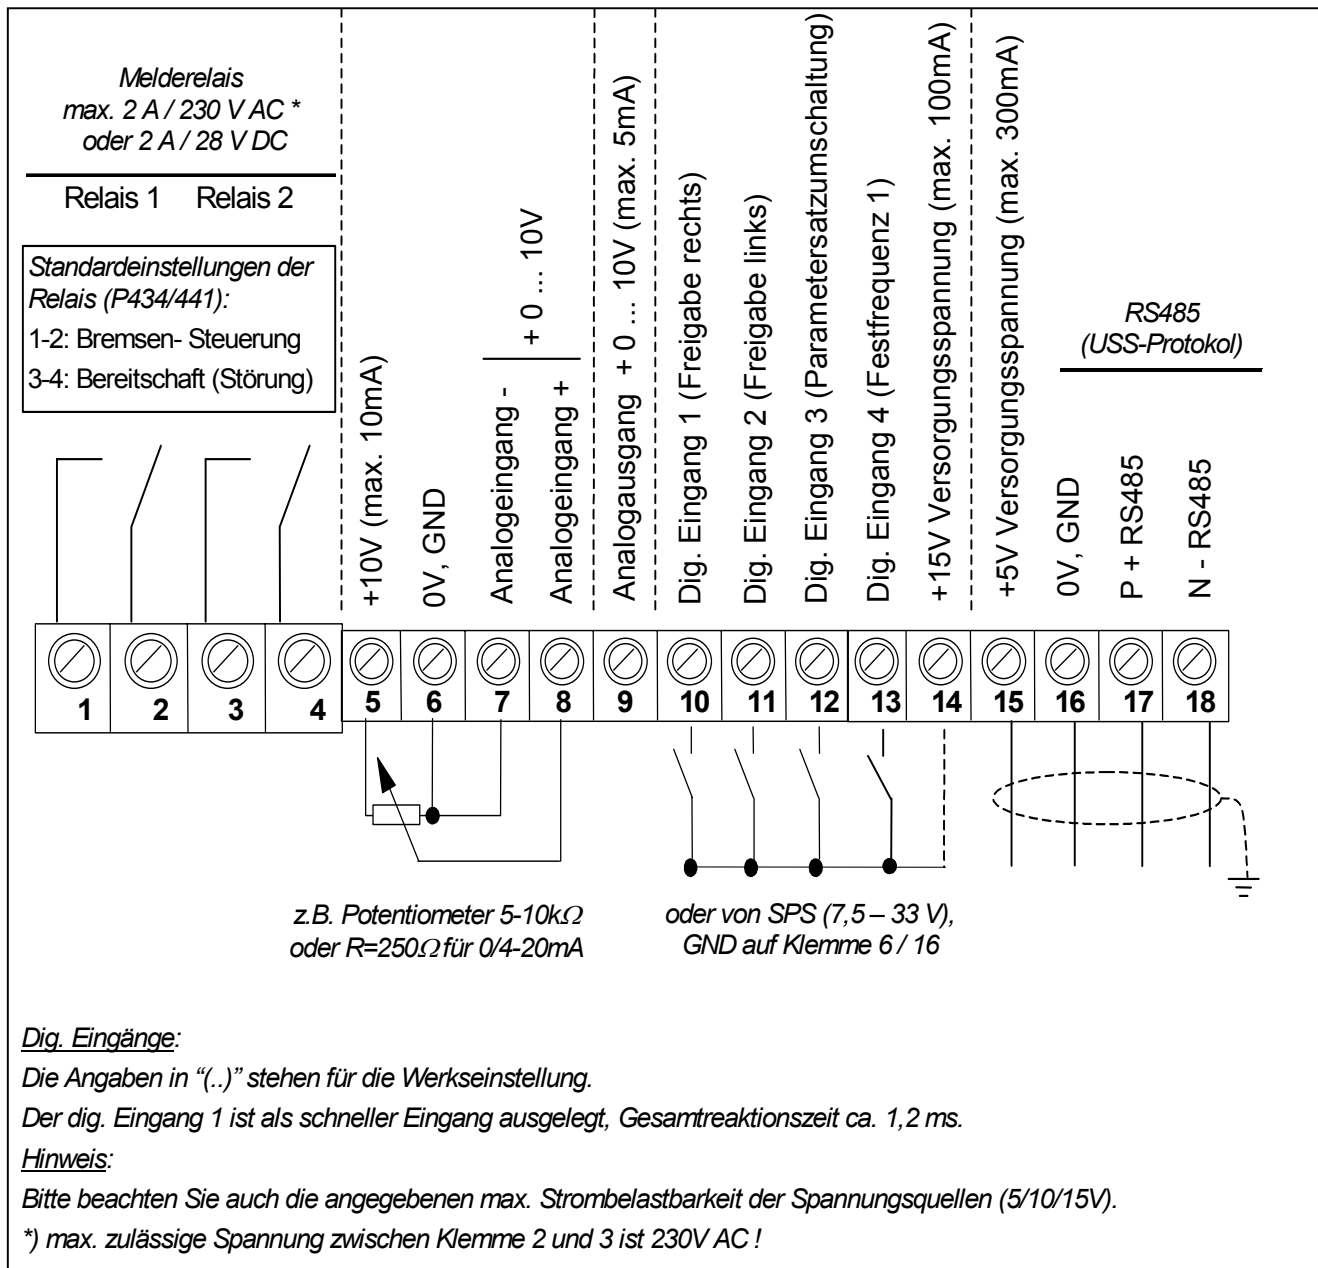 Melderelais
max. 2 A / 230 V AC *
oder 2 A / 28 V DC
Relais 1 Relais 2
Standardeinstellungen der
Relais (P434/441):
1-2: Bremsen- Steuerung
3-4: Bereitschaft (Störung)
+10V (max. 10mA)
0V, GND
Analogeingang -
Analogeingang +
+ 0 ... 10V
Analogausgang + 0 ... 10V (max. 5mA)
Dig. Eingang 1 (Freigabe rechts)
Dig. Eingang 2 (Freigabe links)
Dig. Eingang 3 (Parametersatzumschaltung)
Dig. Eingang 4 (Festfrequenz 1)
+15V Versorgungsspannung (max. 100mA)
+5V Versorgungsspannung (max. 300mA)
0V, GND
P + RS485
N - RS485
RS485
(USS-Protokol)
1 2 3 4 5 6 7 8 9 10 11 12 13 14 15 16 17 18
z.B. Potentiometer 5-10kΩ
oder R=250Ω für 0/4-20mA
oder von SPS (7,5 – 33 V),
GND auf Klemme 6 / 16
Dig. Eingänge:
Die Angaben in “(..)” stehen für die Werkseinstellung.
Der dig. Eingang 1 ist als schneller Eingang ausgelegt, Gesamtreaktionszeit ca. 1,2 ms.
Hinweis:
Bitte beachten Sie auch die angegebenen max. Strombelastbarkeit der Spannungsquellen (5/10/15V).
*) max. zulässige Spannung zwischen Klemme 2 und 3 ist 230V AC !